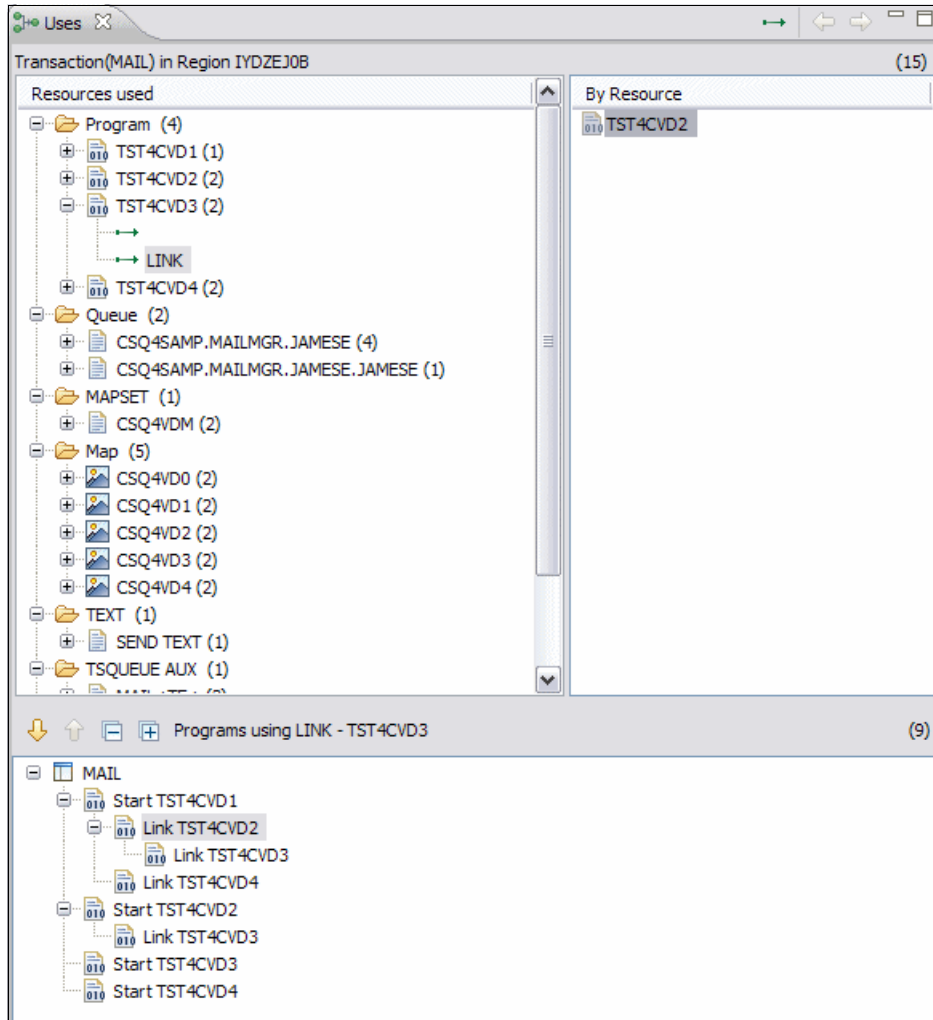 Uses
Transaction(MAIL) in Region IYDZEJ0B (15)
Resources used
Program (4)
TST4CVD1 (1)
TST4CVD2 (2)
TST4CVD3 (2)
LINK
TST4CVD4 (2)
Queue (2)
CSQ4SAMP.MAILMGR.JAMESE (4)
CSQ4SAMP.MAILMGR.JAMESE.JAMESE (1)
MAPSET (1)
CSQ4VDM (2)
Map (5)
CSQ4VD0 (2)
CSQ4VD1 (2)
CSQ4VD2 (2)
CSQ4VD3 (2)
CSQ4VD4 (2)
TEXT (1)
SEND TEXT (1)
TSQUEUE AUX (1)
By Resource
TST4CVD2
Programs using LINK - TST4CVD3 (9)
MAIL
Start TST4CVD1
Link TST4CVD2
Link TST4CVD3
Link TST4CVD4
Start TST4CVD2
Link TST4CVD3
Start TST4CVD3
Start TST4CVD4